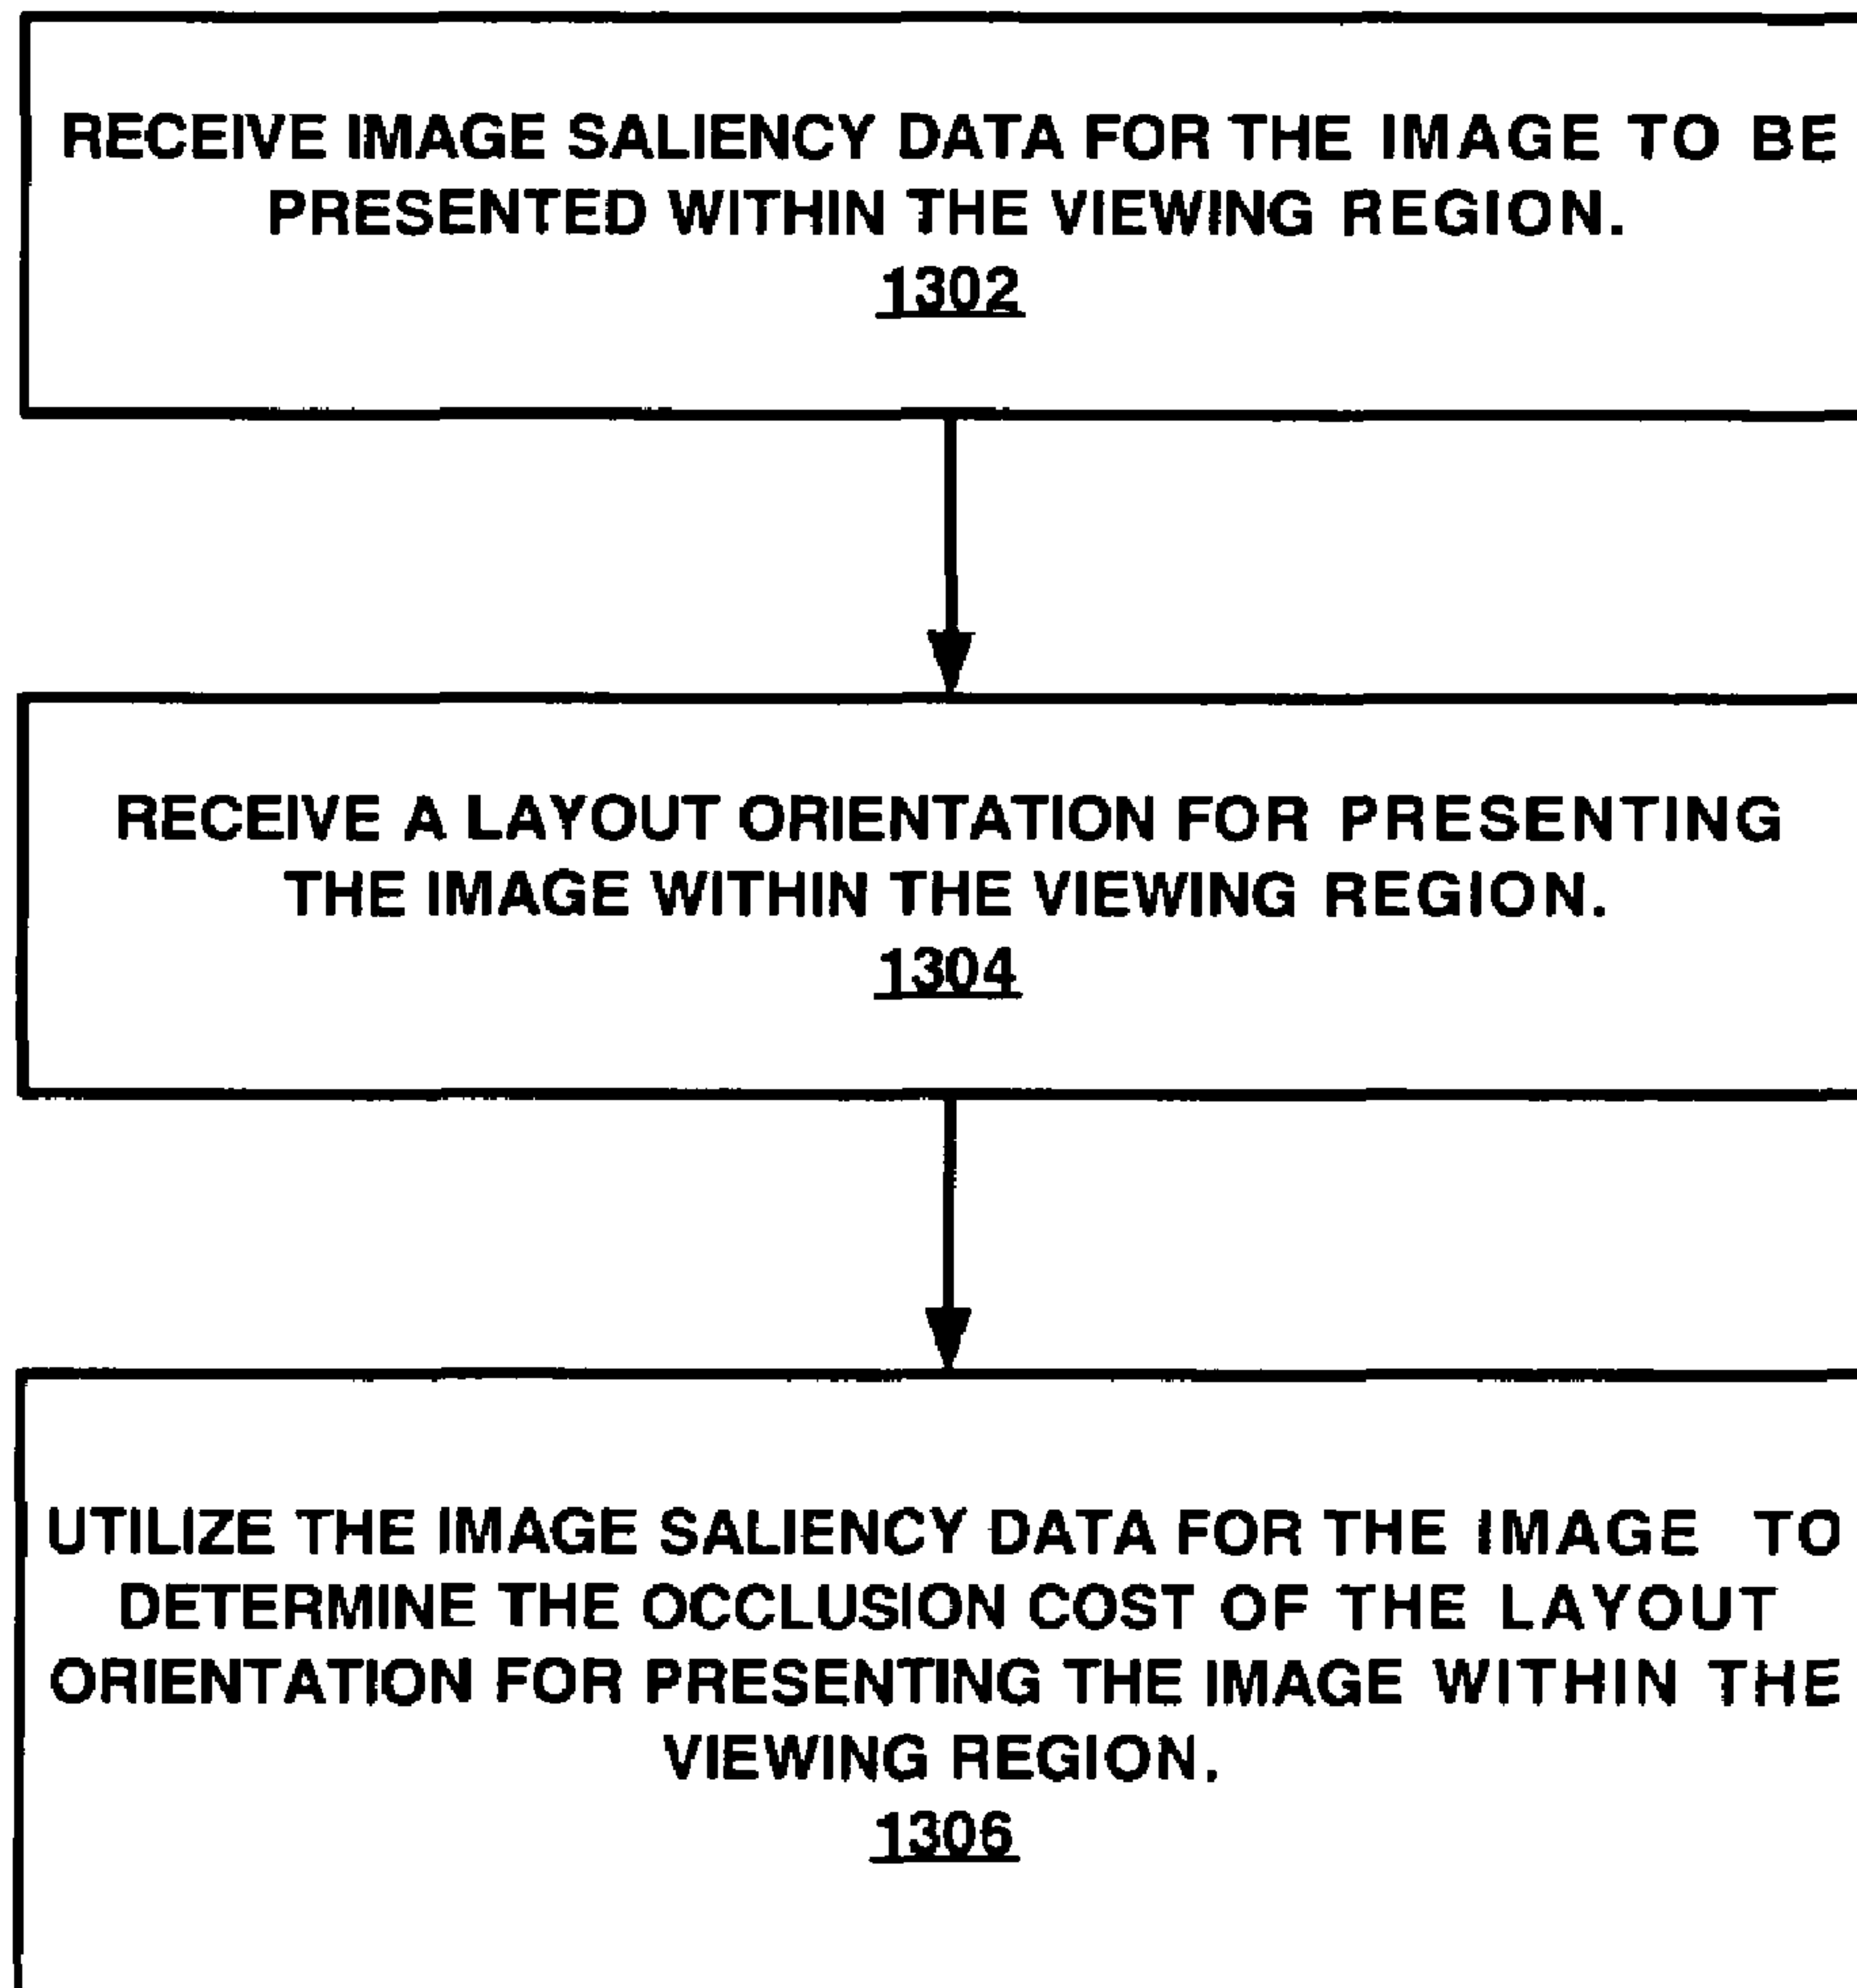 RECEIVE IMAGE SALIENCY DATA FOR THE IMAGE TO BE
PRESENTED WITHIN THE VIEWING REGION.
1302
RECEIVE A LAYOUT ORIENTATION FOR PRESENTING
THE IMAGE WITHIN THE VIEWING REGION.
1304
UTILIZE THE IMAGE SALIENCY DATA FOR THE IMAGE TO
DETERMINE THE OCCLUSION COST OF THE LAYOUT
ORIENTATION FOR PRESENTING THE IMAGE WITHIN THE
VIEWING REGION.
1306